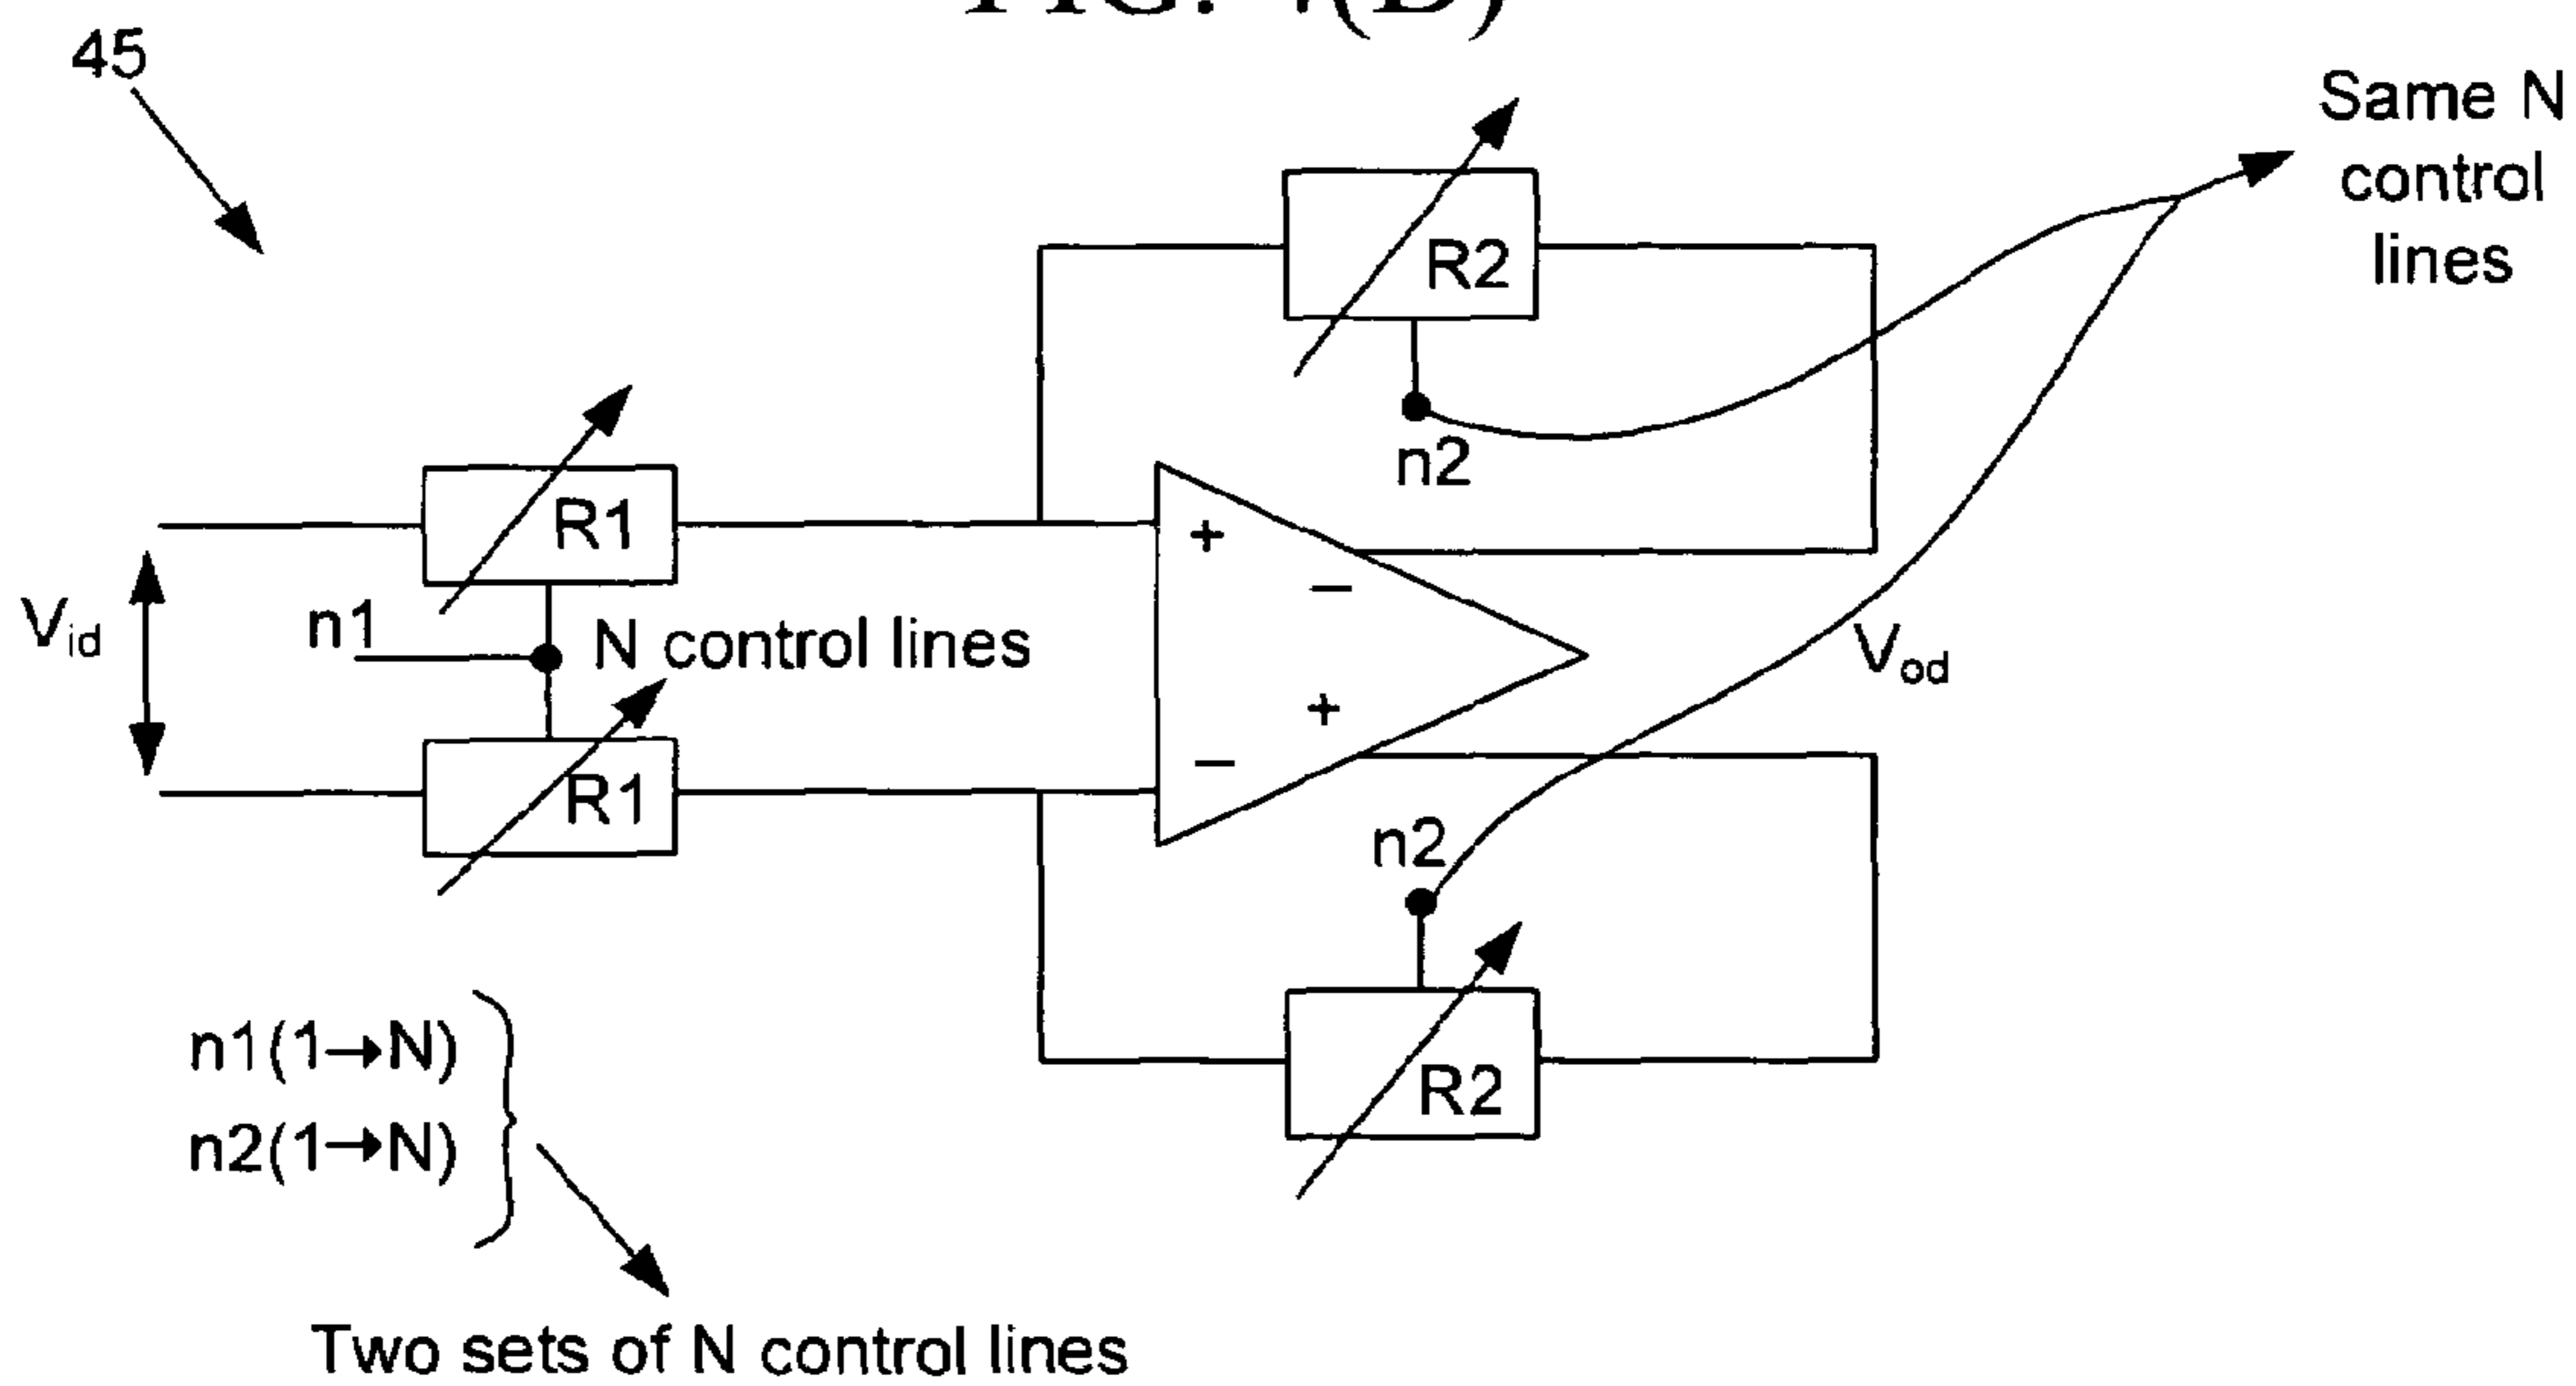 45
Same N
control
lines
R2
n2
R1
+
−
V_id
n1
N control lines
+
V_od
−
R1
n2
R2
n1(1→N)
n2(1→N)
Two sets of N control lines